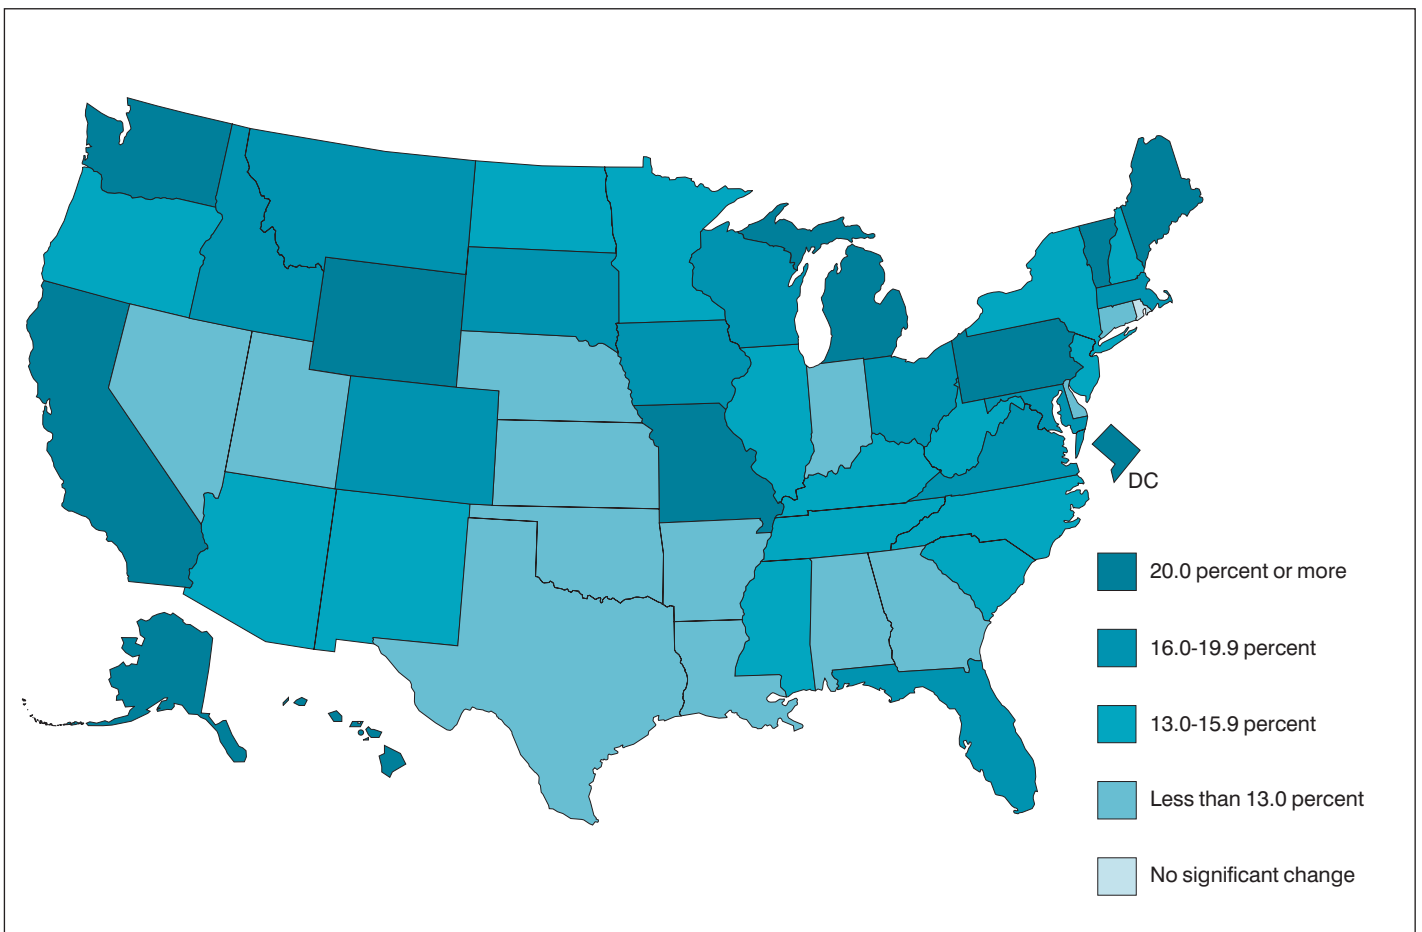 DC
20.0 percent or more
16.0-19.9 percent
13.0-15.9 percent
Less than 13.0 percent
No significant change